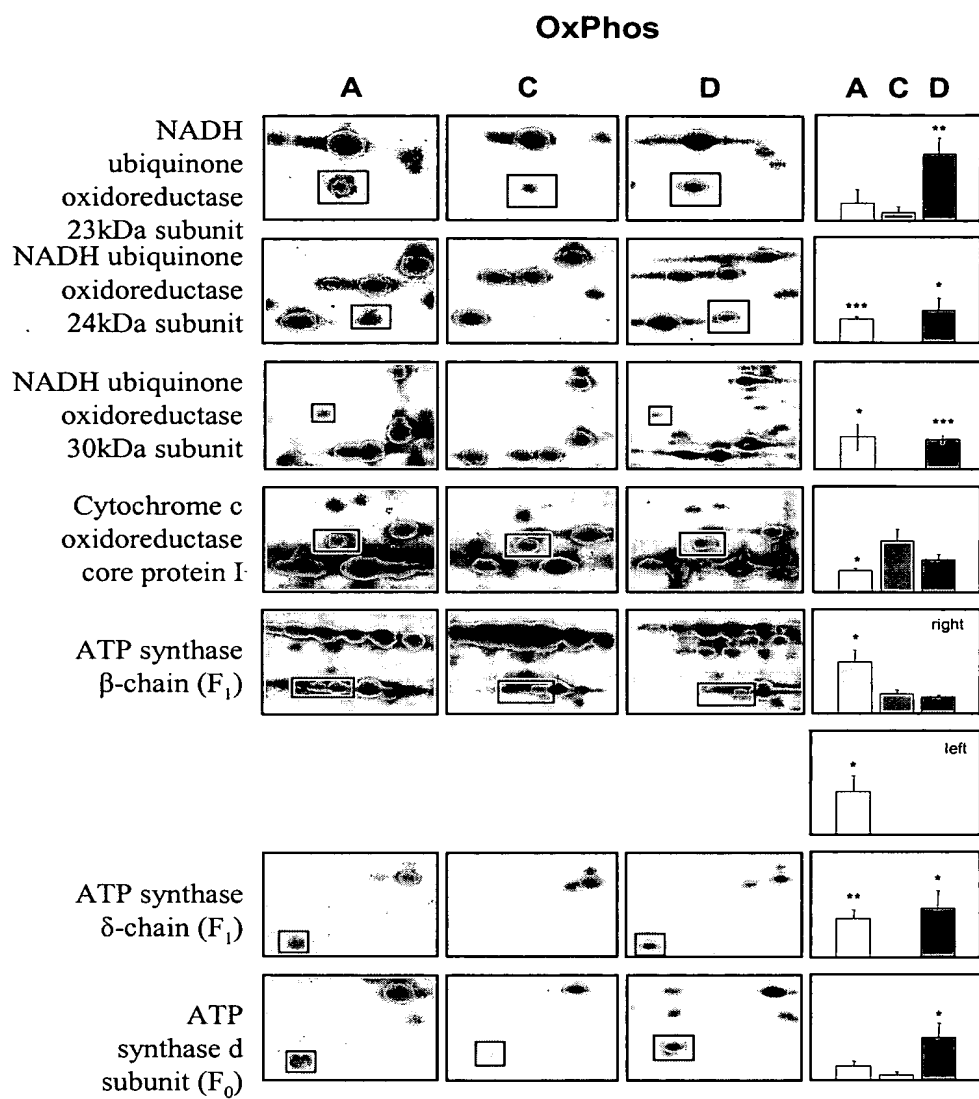 OxPhos
A C D A C D
NADH
ubiquinone
oxidoreductase
23kDa subunit
**
NADH ubiquinone
oxidoreductase
24kDa subunit
*** *
NADH ubiquinone
oxidoreductase
30kDa subunit
* ***
Cytochrome c
oxidoreductase
core protein I
*
ATP synthase
β-chain (F₁)
right
*
left
*
ATP synthase
δ-chain (F₁)
** *
ATP
synthase d
subunit (F₀)
*